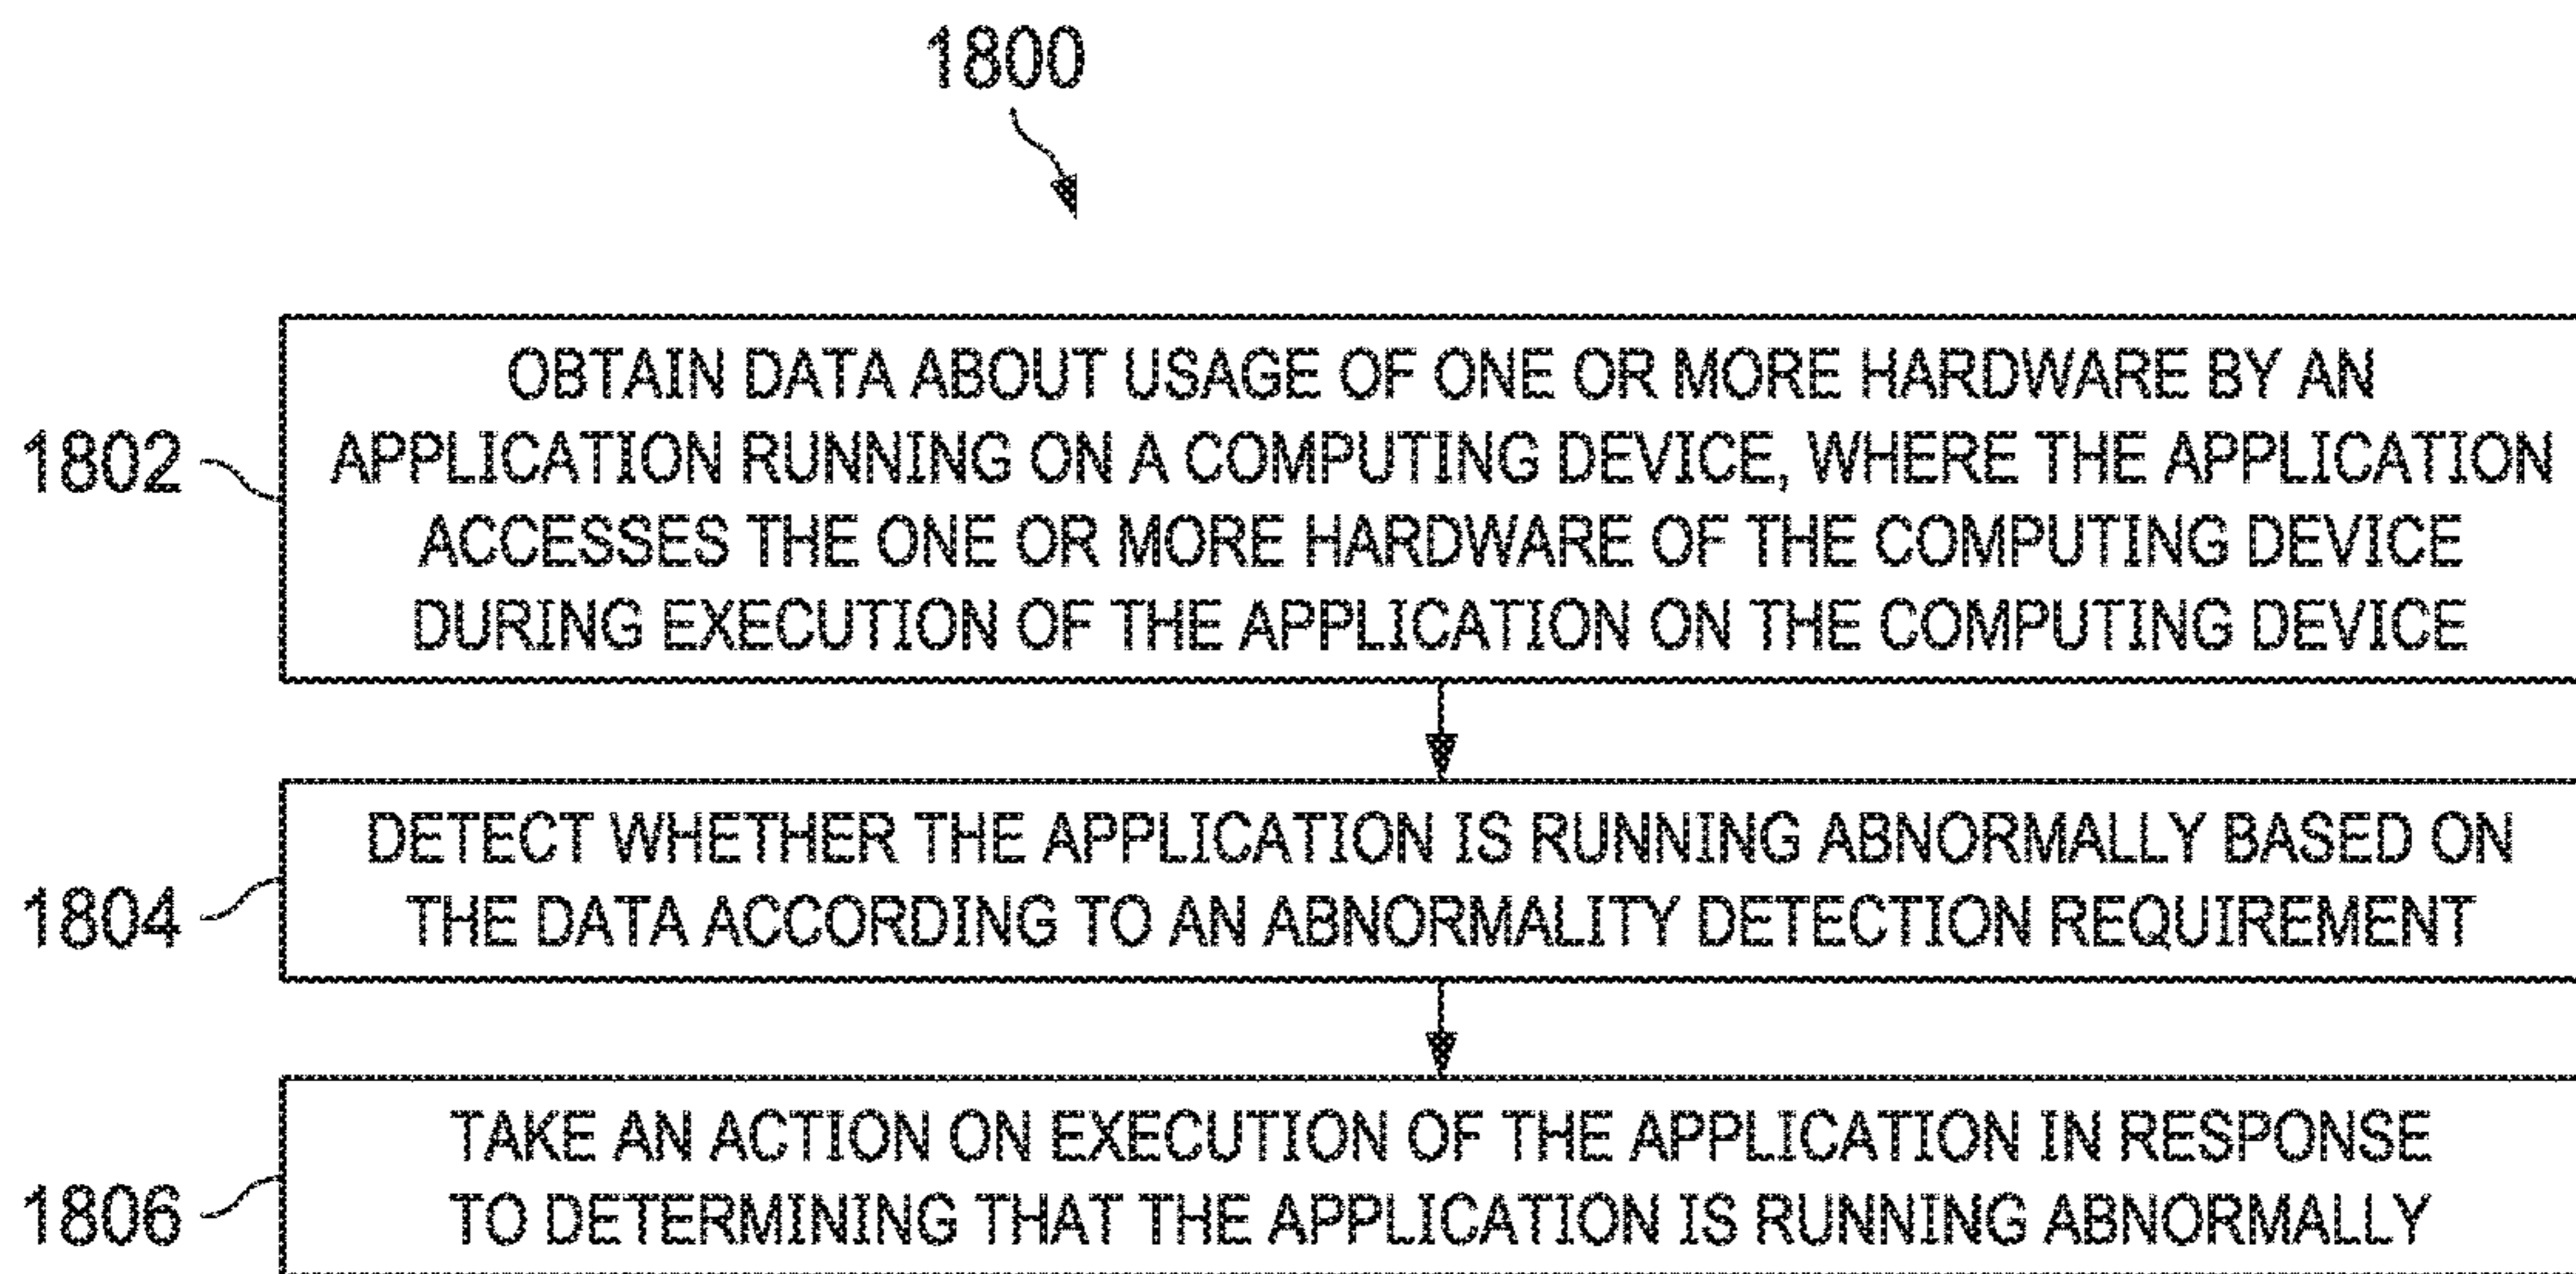 1800
1802
OBTAIN DATA ABOUT USAGE OF ONE OR MORE HARDWARE BY AN
APPLICATION RUNNING ON A COMPUTING DEVICE, WHERE THE APPLICATION
ACCESSES THE ONE OR MORE HARDWARE OF THE COMPUTING DEVICE
DURING EXECUTION OF THE APPLICATION ON THE COMPUTING DEVICE
1804
DETECT WHETHER THE APPLICATION IS RUNNING ABNORMALLY BASED ON
THE DATA ACCORDING TO AN ABNORMALITY DETECTION REQUIREMENT
1806
TAKE AN ACTION ON EXECUTION OF THE APPLICATION IN RESPONSE
TO DETERMINING THAT THE APPLICATION IS RUNNING ABNORMALLY